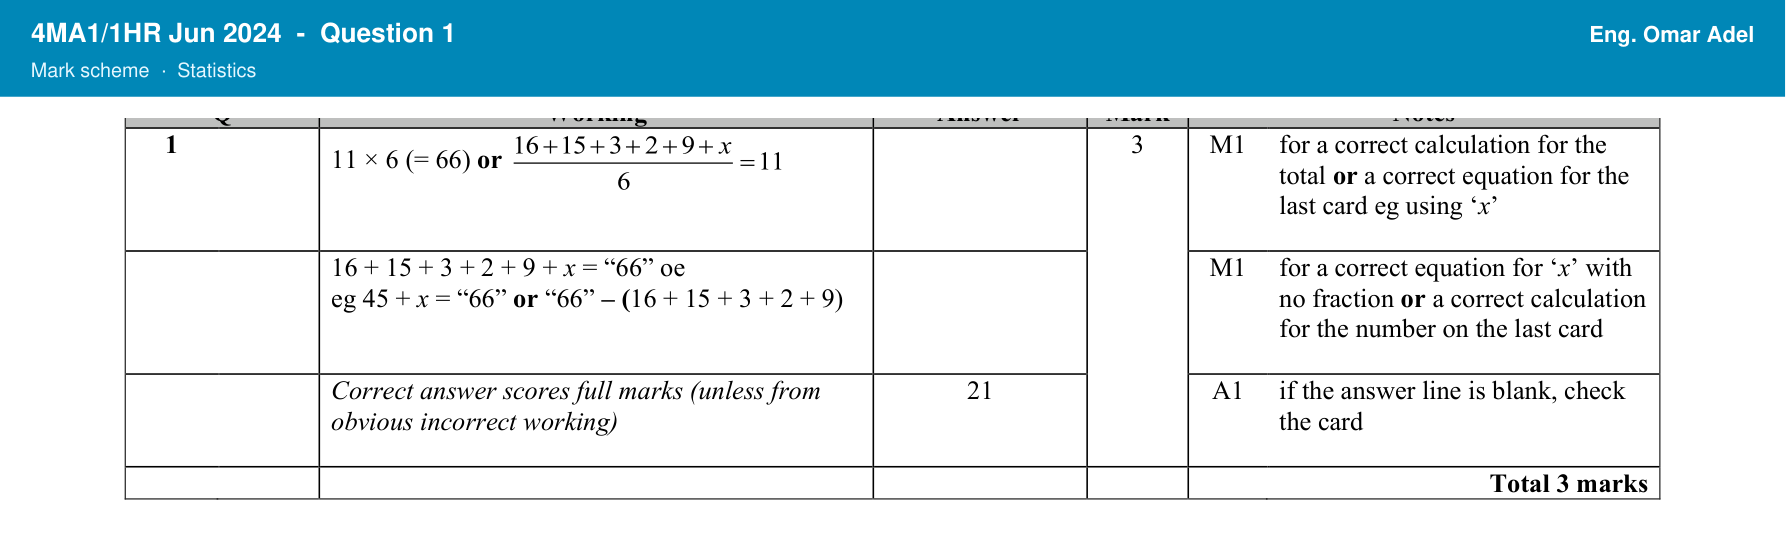 4MA1/1HR Jun 2024 - Question 1
Eng. Omar Adel
Mark scheme · Statistics
Q Working Answer Mark Notes
1
11 × 6 (= 66) or (16+15+3+2+9+x)/6 = 11
3
M1 for a correct calculation for the
total or a correct equation for the
last card eg using ‘x’
16 + 15 + 3 + 2 + 9 + x = “66” oe
eg 45 + x = “66” or “66” – (16 + 15 + 3 + 2 + 9)
M1 for a correct equation for ‘x’ with
no fraction or a correct calculation
for the number on the last card
Correct answer scores full marks (unless from
obvious incorrect working)
21
A1 if the answer line is blank, check
the card
Total 3 marks